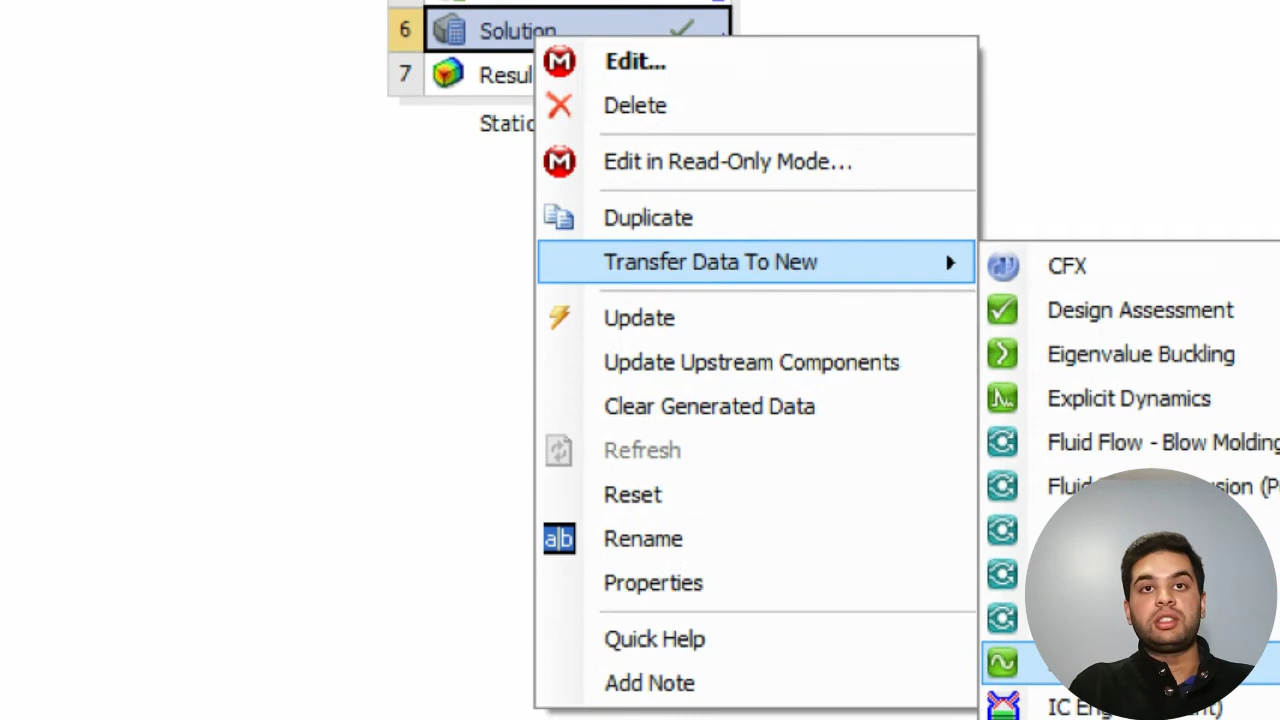 6 Solution
7 Resul
Static
Edit...
Delete
Edit in Read-Only Mode...
Duplicate
Transfer Data To New
Update
Update Upstream Components
Clear Generated Data
Refresh
Reset
a|b Rename
Properties
Quick Help
Add Note
CFX
Design Assessment
Eigenvalue Buckling
Explicit Dynamics
Fluid Flow - Blow Molding